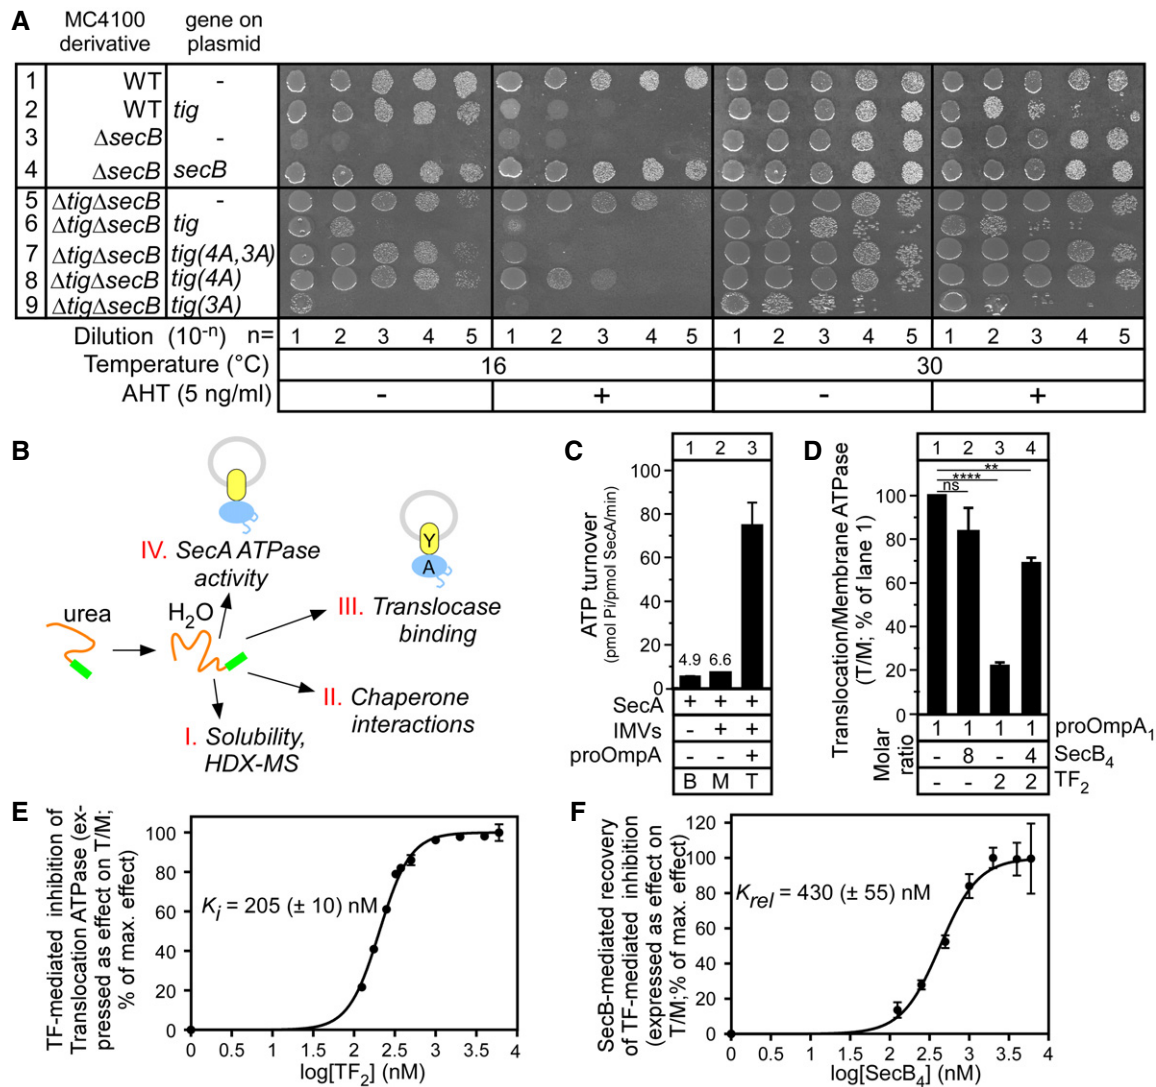 A
MC4100 derivative
gene on plasmid
1 WT -
2 WT tig
3 ΔsecB -
4 ΔsecB secB
5 ΔtigΔsecB -
6 ΔtigΔsecB tig
7 ΔtigΔsecB tig(4A,3A)
8 ΔtigΔsecB tig(4A)
9 ΔtigΔsecB tig(3A)
Dilution (10⁻ⁿ) n= 1 2 3 4 5 1 2 3 4 5 1 2 3 4 5 1 2 3 4 5
Temperature (°C) 16 30
AHT (5 ng/ml) - + - +
B
urea
H₂O
IV. SecA ATPase
activity
Y
A
III. Translocase
binding
II. Chaperone
interactions
I. Solubility,
HDX-MS
C
1 2 3
ATP turnover
(pmol Pi/pmol SecA/min)
100
80
60
40
20
0
4.9 6.6
SecA + + +
IMVs - + +
proOmpA - - +
B M T
D
1 2 3 4
Translocation/Membrane ATPase
(T/M; % of lane 1)
**
****
ns
100
80
60
40
20
0
Molar
ratio
1 1 1 1 proOmpA₁
- 8 - 4 SecB₄
- - 2 2 TF₂
E
TF-mediated inhibition of
Translocation ATPase (ex-
pressed as effect on T/M;
% of max. effect)
100
80
60
40
20
0
Kᵢ = 205 (± 10) nM
0 0.5 1 1.5 2 2.5 3 3.5 4
log[TF₂] (nM)
F
SecB-mediated recovery
of TF-mediated inhibition
(expressed as effect on
T/M;% of max. effect)
120
100
80
60
40
20
0
Krel = 430 (± 55) nM
0 0.5 1 1.5 2 2.5 3 3.5 4
log[SecB₄] (nM)